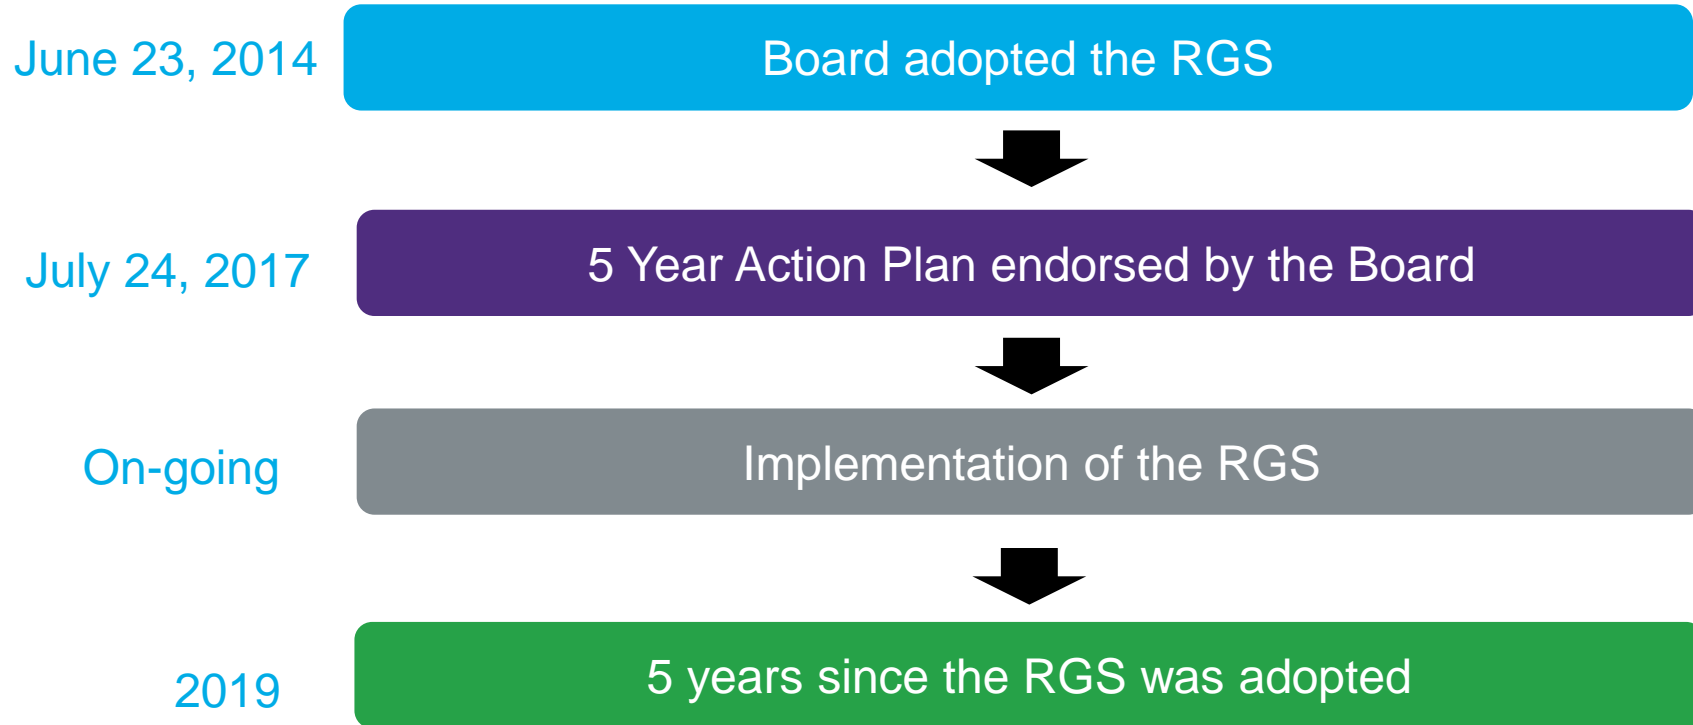 June 23, 2014
Board adopted the RGS
July 24, 2017
5 Year Action Plan endorsed by the Board
On-going
Implementation of the RGS
2019
5 years since the RGS was adopted